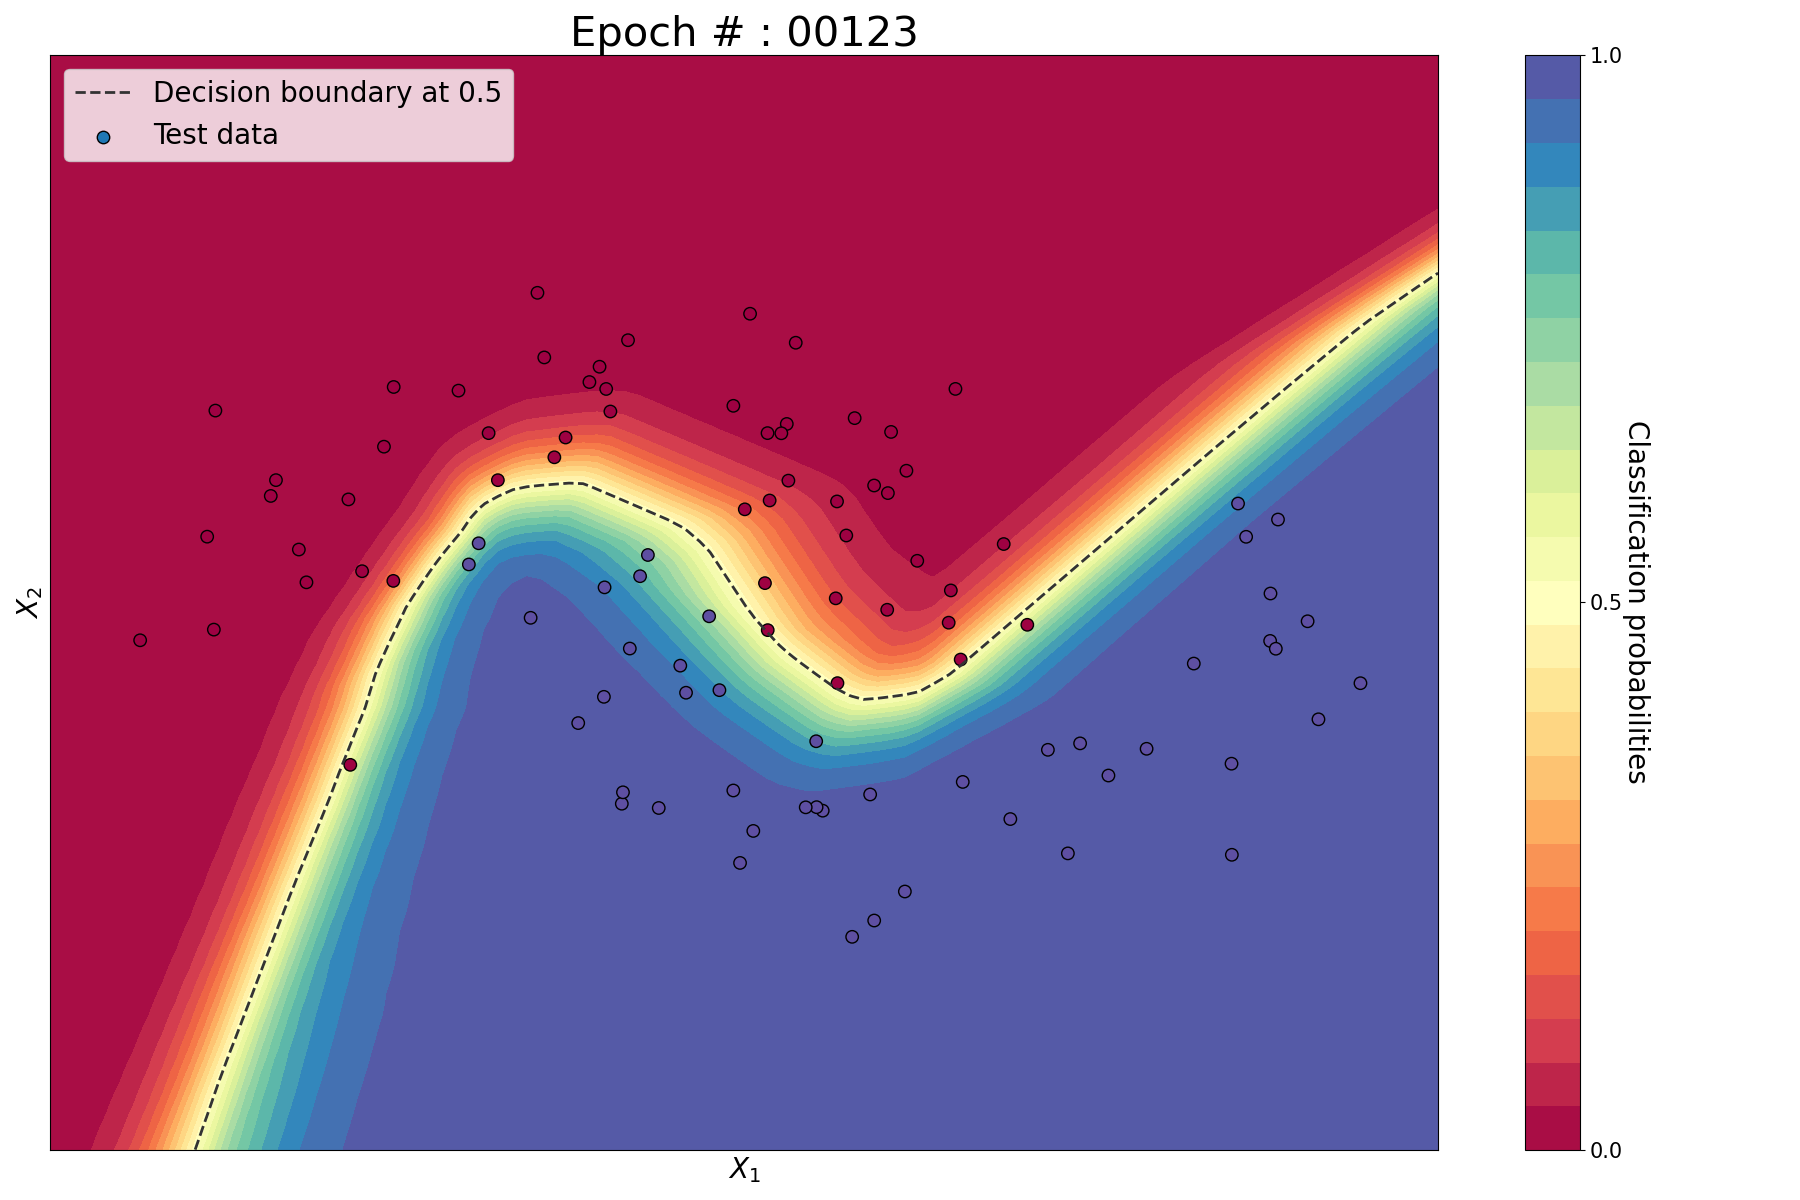 Epoch # : 00123
Decision boundary at 0.5
Test data
X₂
X₁
1.0
0.5
0.0
Classification probabilities